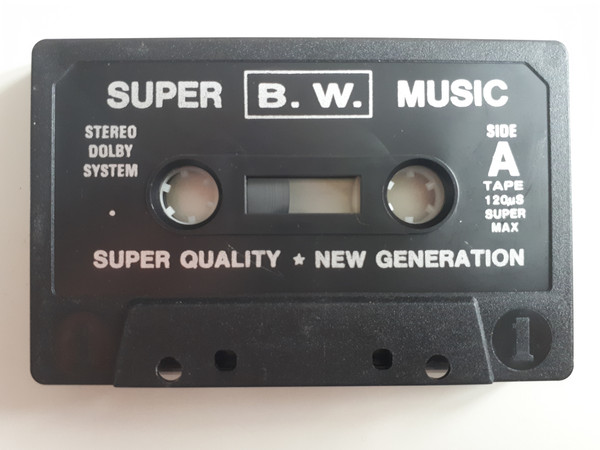 SUPER B. W. MUSIC
STEREO
DOLBY
SYSTEM
SIDE
A
TAPE
120µS
SUPER
MAX
SUPER QUALITY ★ NEW GENERATION
1